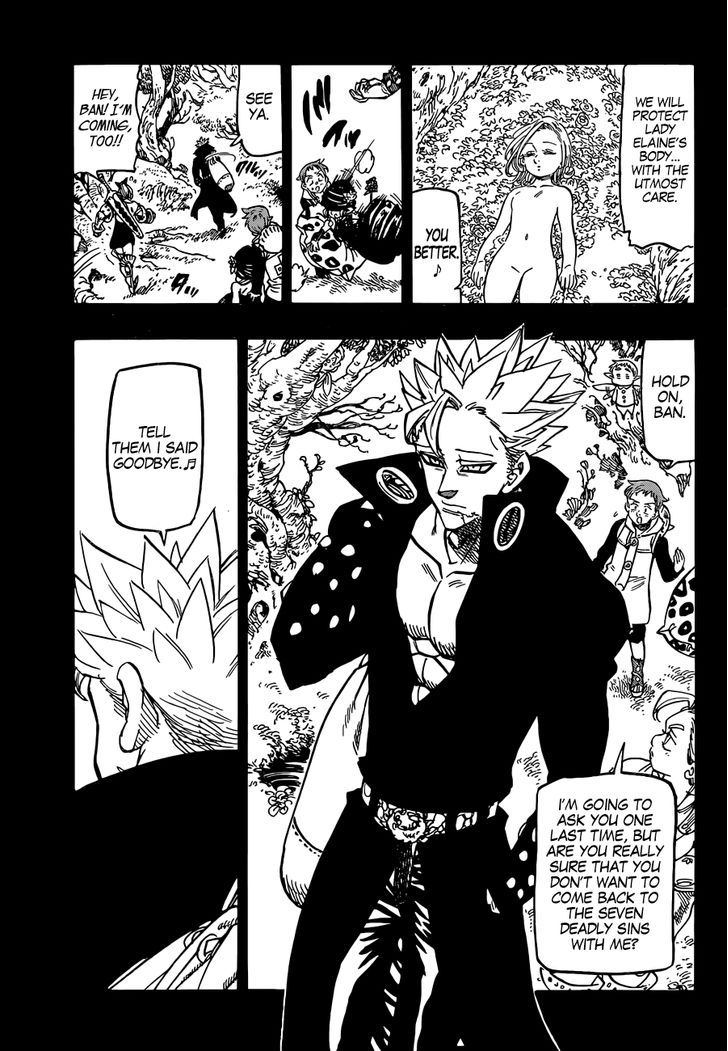 WE WILL
PROTECT
LADY
ELAINE'S
BODY...
WITH THE
UTMOST
CARE.
YOU
BETTER.♪
SEE
YA.
HEY,
BAN! I'M
COMING,
TOO!!
HOLD
ON,
BAN.
I'M GOING TO
ASK YOU ONE
LAST TIME, BUT
ARE YOU REALLY
SURE THAT YOU
DON'T WANT TO
COME BACK TO
THE SEVEN
DEADLY SINS
WITH ME?
TELL
THEM I SAID
GOODBYE.♫